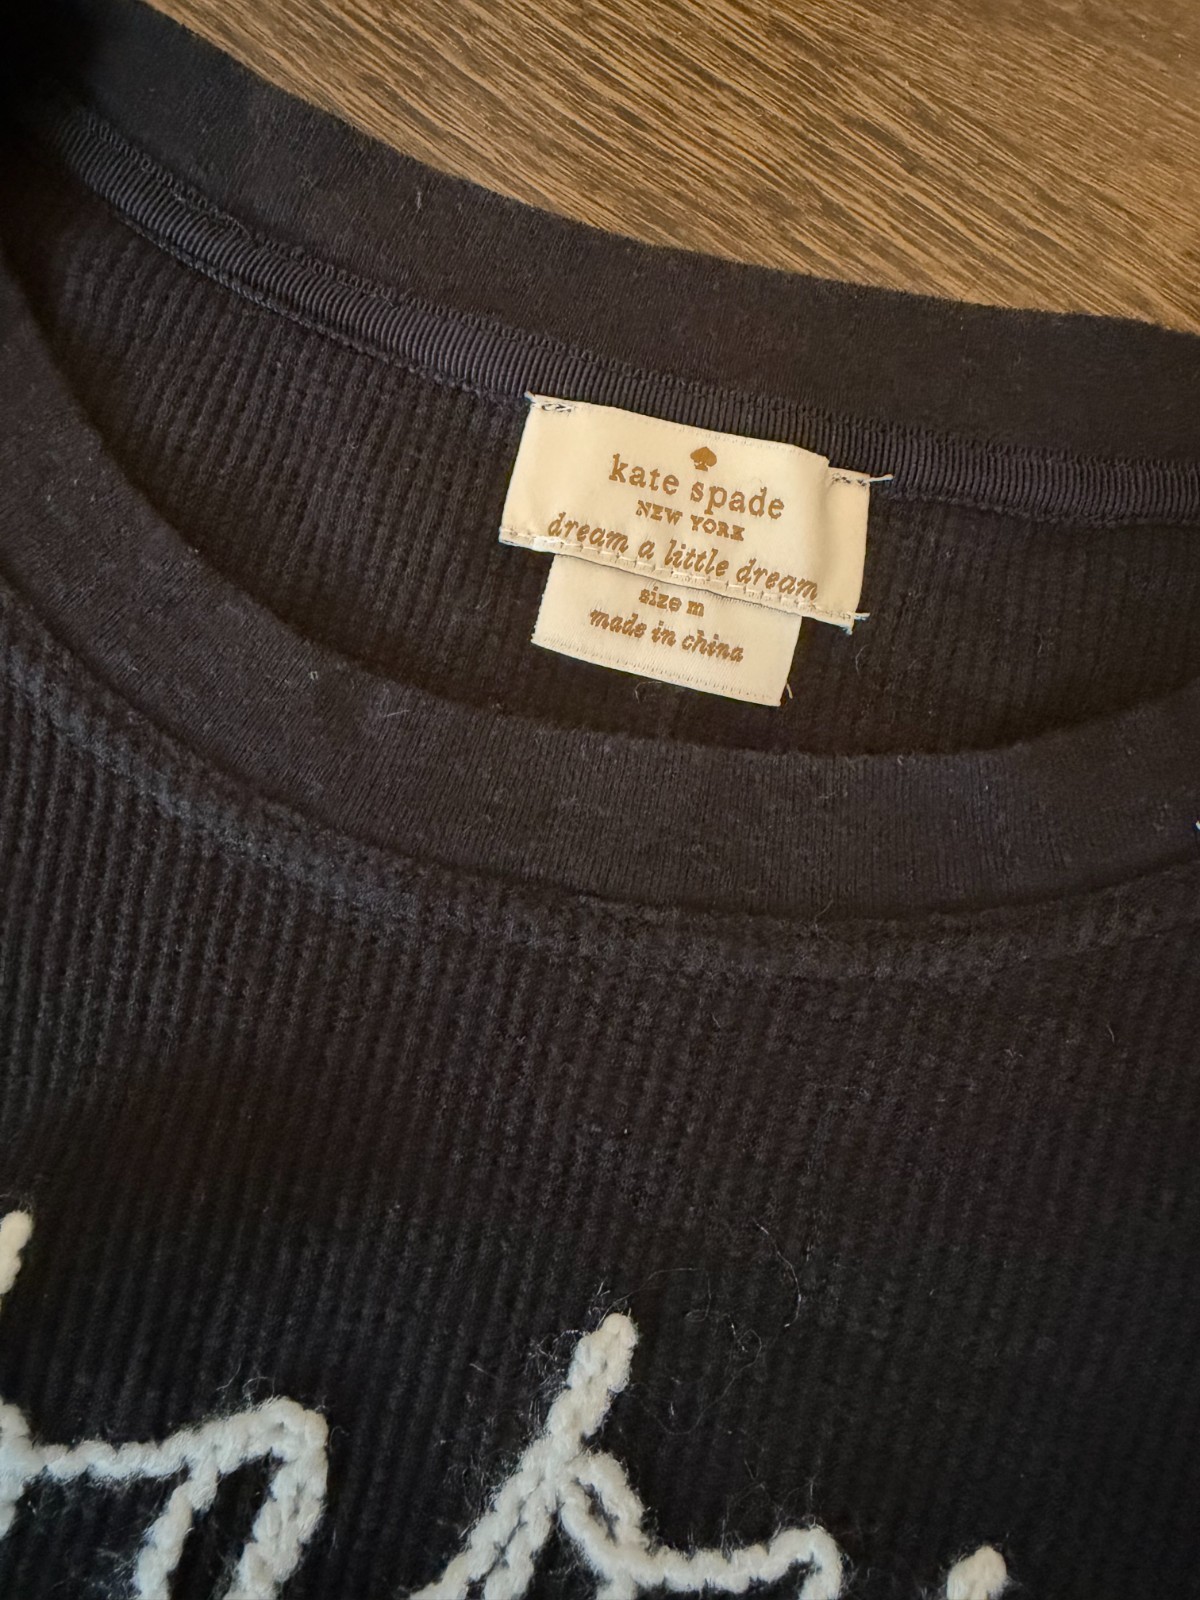 kate spade
NEW YORK
dream a little dream
size m
made in china